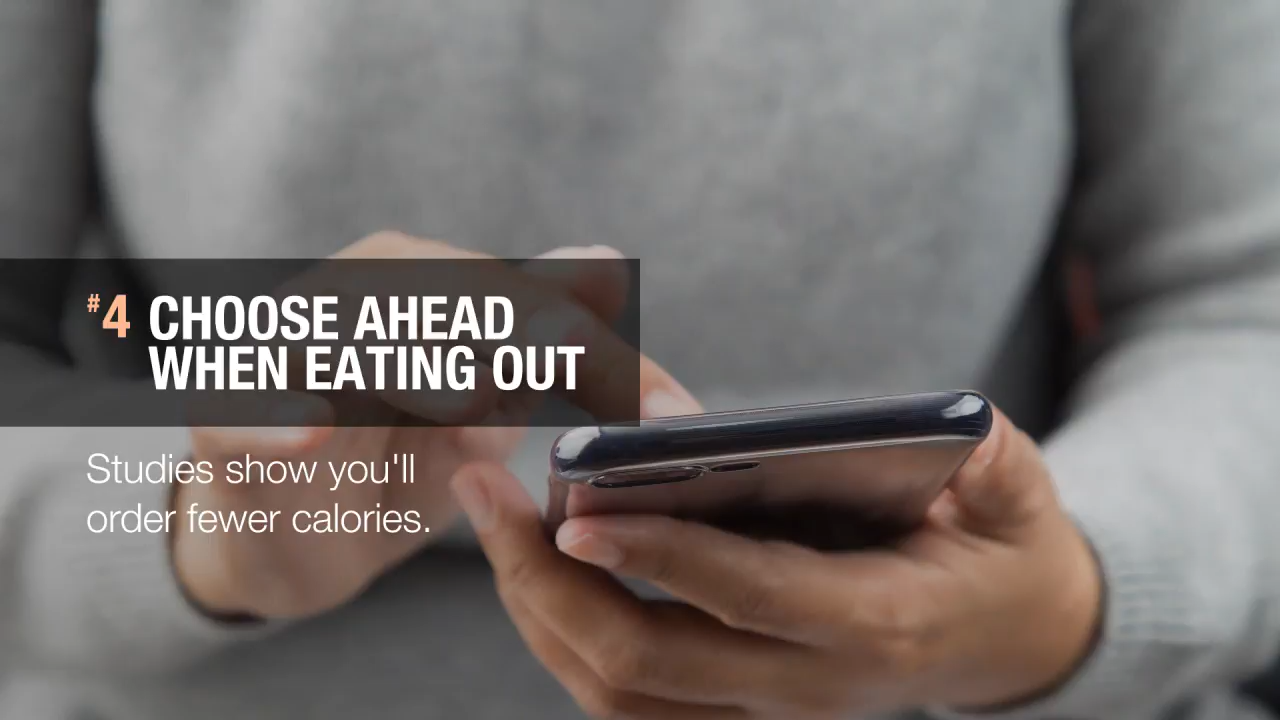 #4 CHOOSE AHEAD
WHEN EATING OUT
Studies show you'll
order fewer calories.